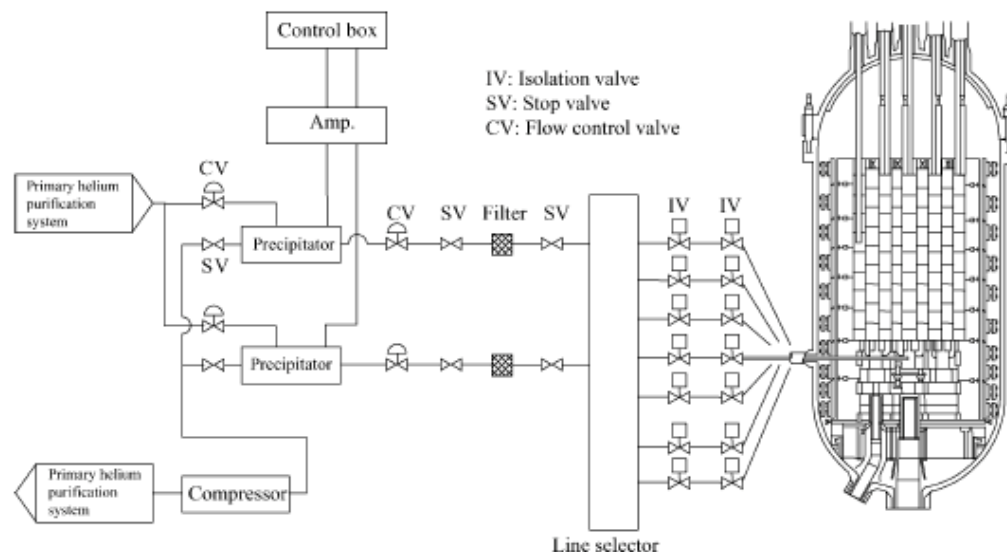 Control box
Amp.
IV: Isolation valve
SV: Stop valve
CV: Flow control valve
Primary helium
purification
system
CV
SV
Precipitator
CV
SV
Filter
SV
IV
IV
Precipitator
Primary helium
purification
system
Compressor
Line selector